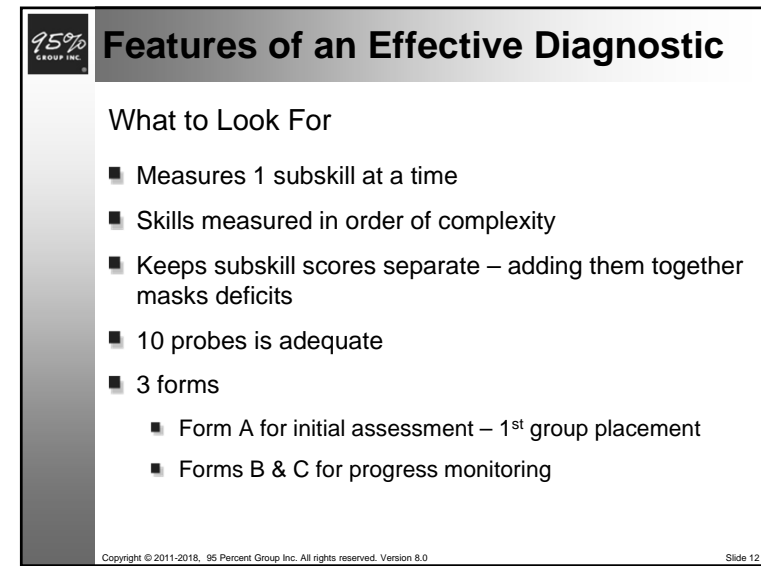 95%
GROUP INC.
®
Features of an Effective Diagnostic
What to Look For
Measures 1 subskill at a time
Skills measured in order of complexity
Keeps subskill scores separate – adding them together
masks deficits
10 probes is adequate
3 forms
Form A for initial assessment – 1st group placement
Forms B & C for progress monitoring
Copyright © 2011-2018, 95 Percent Group Inc. All rights reserved. Version 8.0
Slide 12